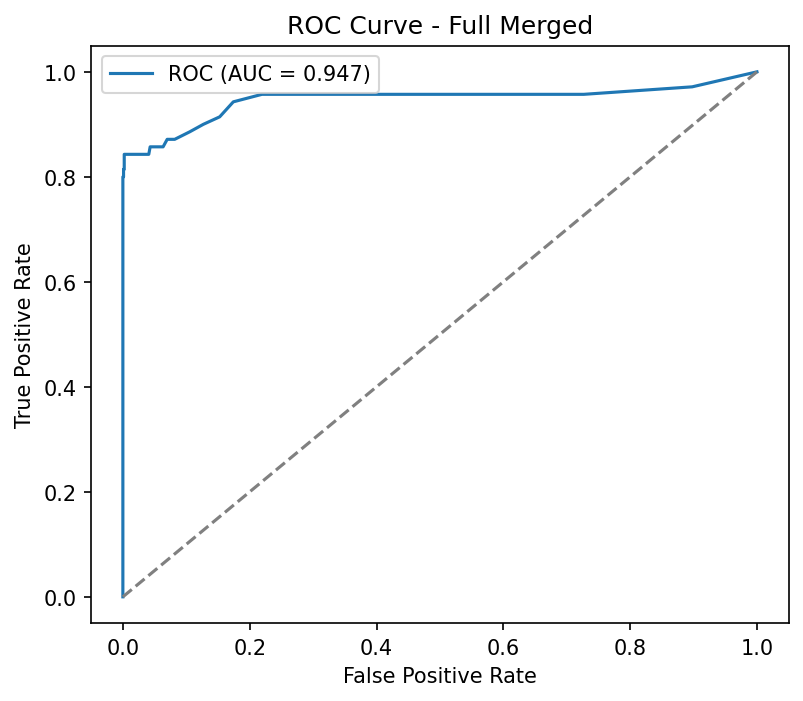 ROC Curve - Full Merged
ROC (AUC = 0.947)
1.0
0.8
0.6
0.4
0.2
0.0
True Positive Rate
0.0 0.2 0.4 0.6 0.8 1.0
False Positive Rate